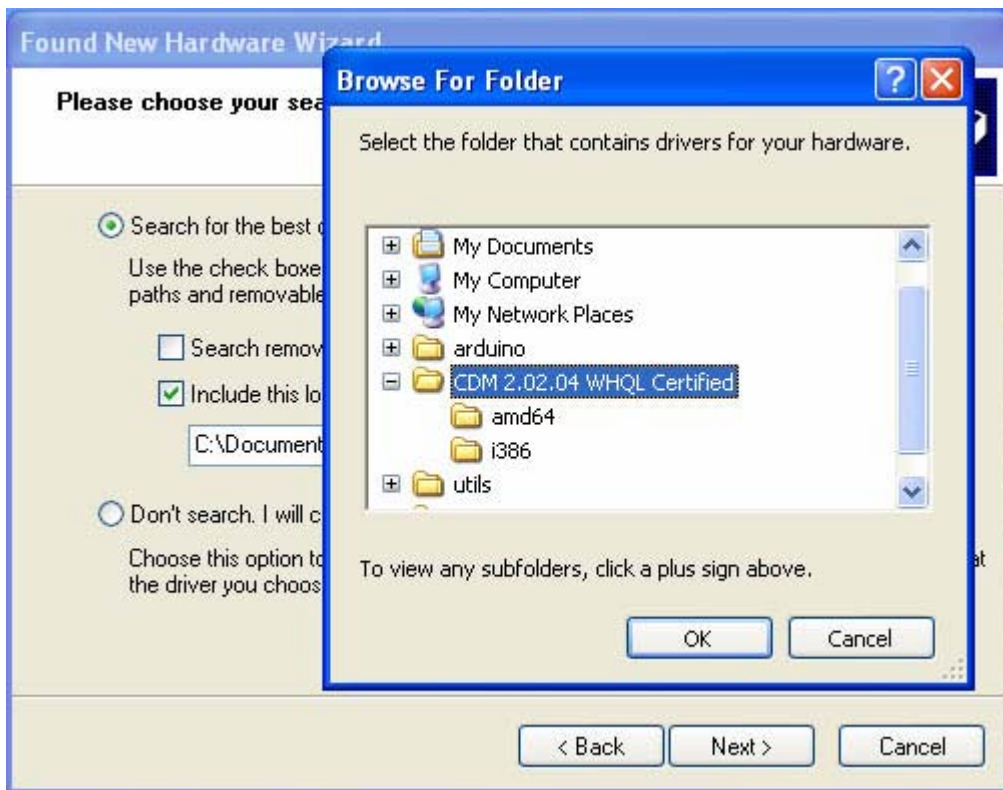 Found New Hardware Wizard
Please choose your sea
Search for the best
Use the check boxe
paths and removable
Search remov
Include this lo
C:\Document
Don't search. I will c
Choose this option to
at
the driver you choos
Browse For Folder
Select the folder that contains drivers for your hardware.
My Documents
My Computer
My Network Places
arduino
CDM 2.02.04 WHQL Certified
amd64
i386
utils
To view any subfolders, click a plus sign above.
OK
Cancel
< Back
Next >
Cancel